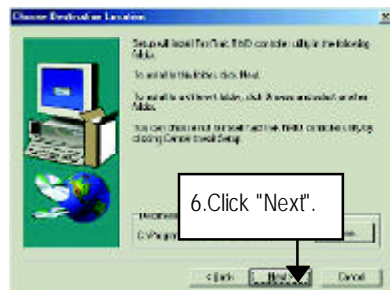 Choose Destination Location
Setup will install FastTrak RAID controller utility in the following
folder.
To install to this folder, click Next.
To install to a different folder, click Browse and select another
folder.
You can choose not to install FastTrak RAID controller utility by
clicking Cancel to exit Setup.
6.Click "Next".
C:\Program
< Back
Next >
Cancel